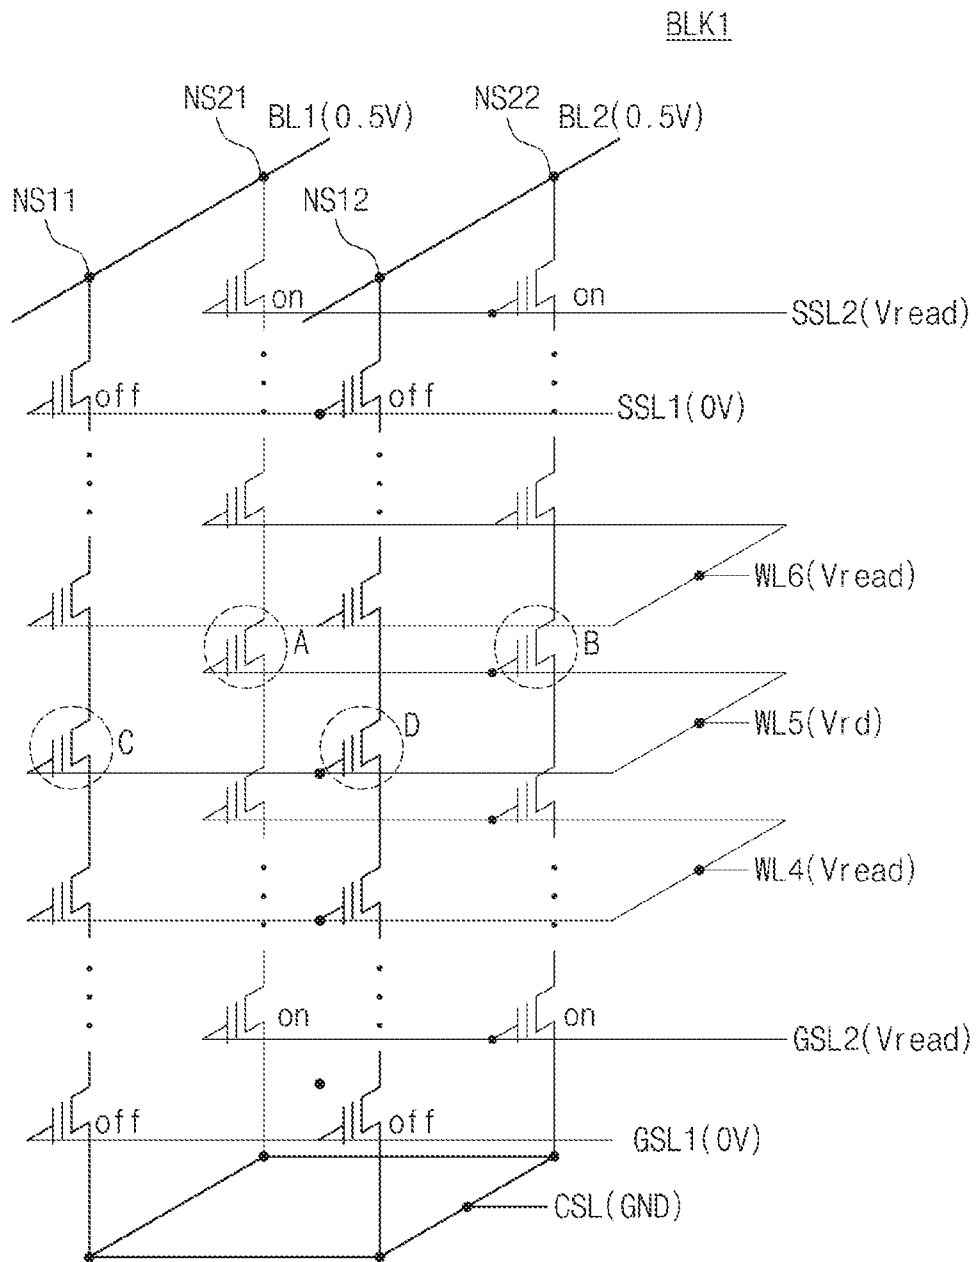 BLK1
NS21
BL1(0.5V)
NS22
BL2(0.5V)
NS11
NS12
on
on
SSL2(Vread)
off
off
SSL1(0V)
WL6(Vread)
A
B
C
D
WL5(Vrd)
WL4(Vread)
on
on
GSL2(Vread)
off
off
GSL1(0V)
CSL(GND)